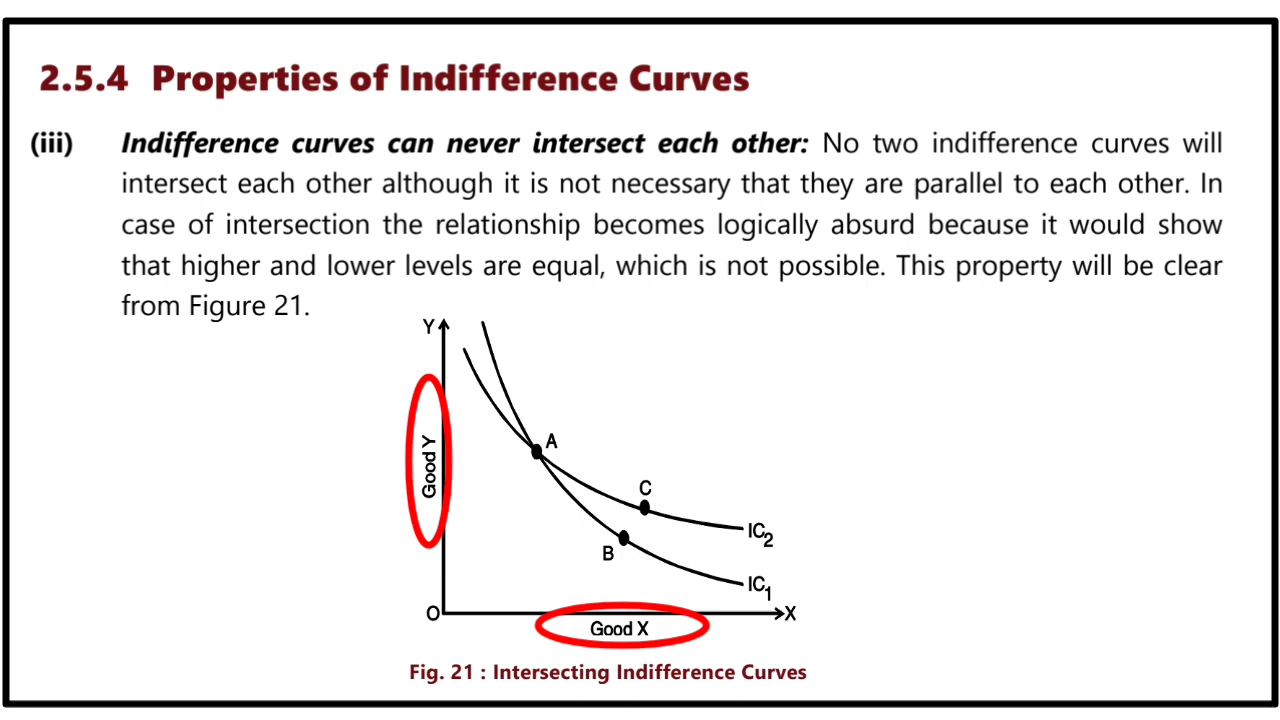 2.5.4 Properties of Indifference Curves
(iii) Indifference curves can never intersect each other: No two indifference curves will
intersect each other although it is not necessary that they are parallel to each other. In
case of intersection the relationship becomes logically absurd because it would show
that higher and lower levels are equal, which is not possible. This property will be clear
from Figure 21.
Y
Good Y
A
C
IC2
B
IC1
O
X
Good X
Fig. 21 : Intersecting Indifference Curves